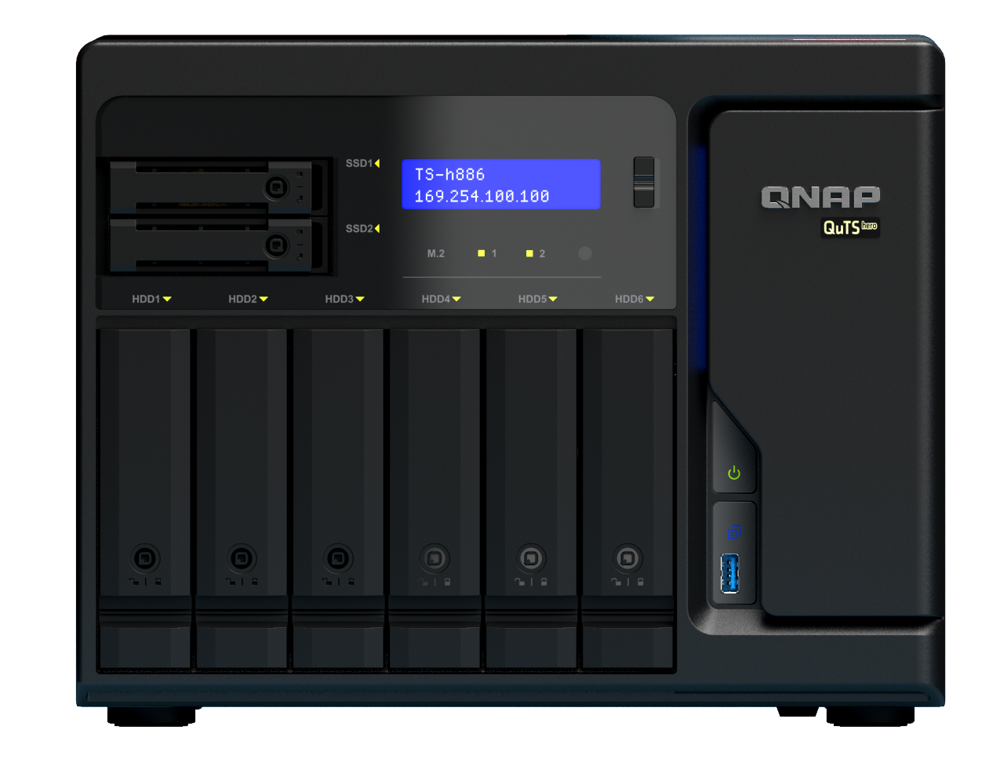 SSD1
TS-h886
169.254.100.100
QNAP
QuTS hero
SSD2
M.2 1 2
HDD1 HDD2 HDD3 HDD4 HDD5 HDD6